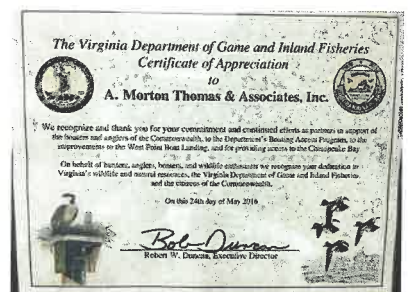 The Virginia Department of Game and Inland Fisheries
Certificate of Appreciation
to
A. Morton Thomas & Associates, Inc.
We recognize and thank you for your commitment and continued efforts as partners in support of
the boaters and anglers of the Commonwealth, to the Department's Boating Access Program, to the
improvements to the West Point Boat Landing, and for providing access to the Chesapeake Bay.
On behalf of hunters, anglers, boaters, and wildlife enthusiasts we recognize your dedication to
Virginia's wildlife and natural resources, the Virginia Department of Game and Inland Fisheries,
and the citizens of the Commonwealth.
On this 24th day of May 2016
Bob Duncan
Robert W. Duncan, Executive Director